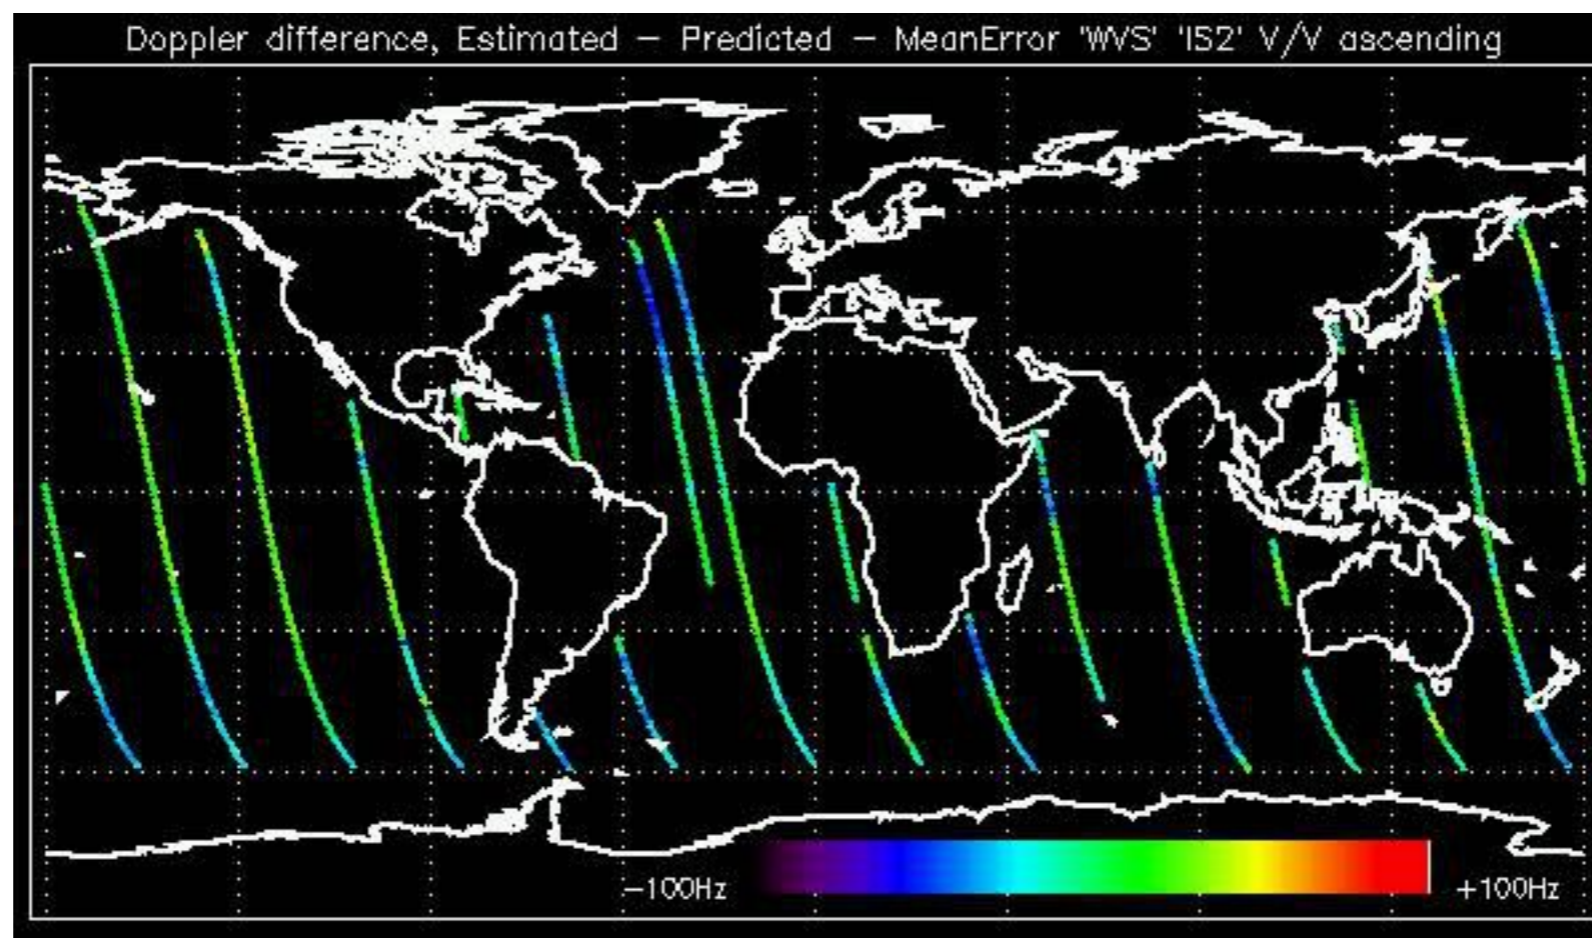 Doppler difference, Estimated – Predicted – MeanError 'WVS' 'IS2' V/V ascending
−100Hz
+100Hz